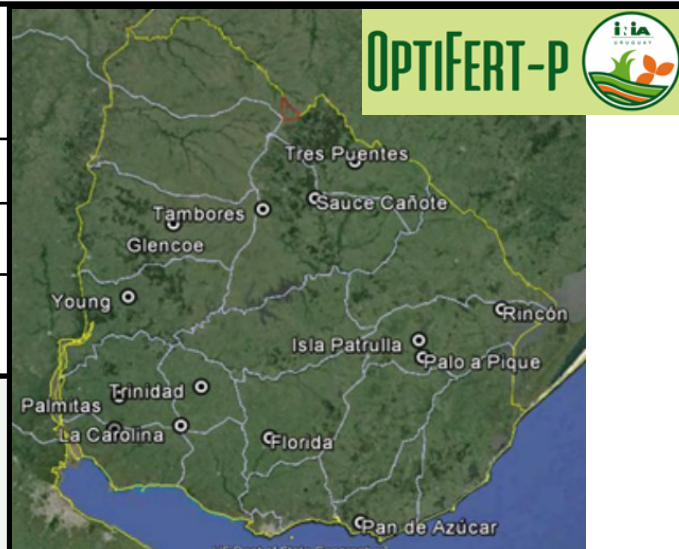 OPTIFERT-P
iNiA
URUGUAY
Tres Puentes
Sauce Cañote
Tambores
Glencoe
Young
Rincón
Isla Patrulla
Palo a Pique
Trinidad
Palmitas
La Carolina
Florida
Pan de Azúcar